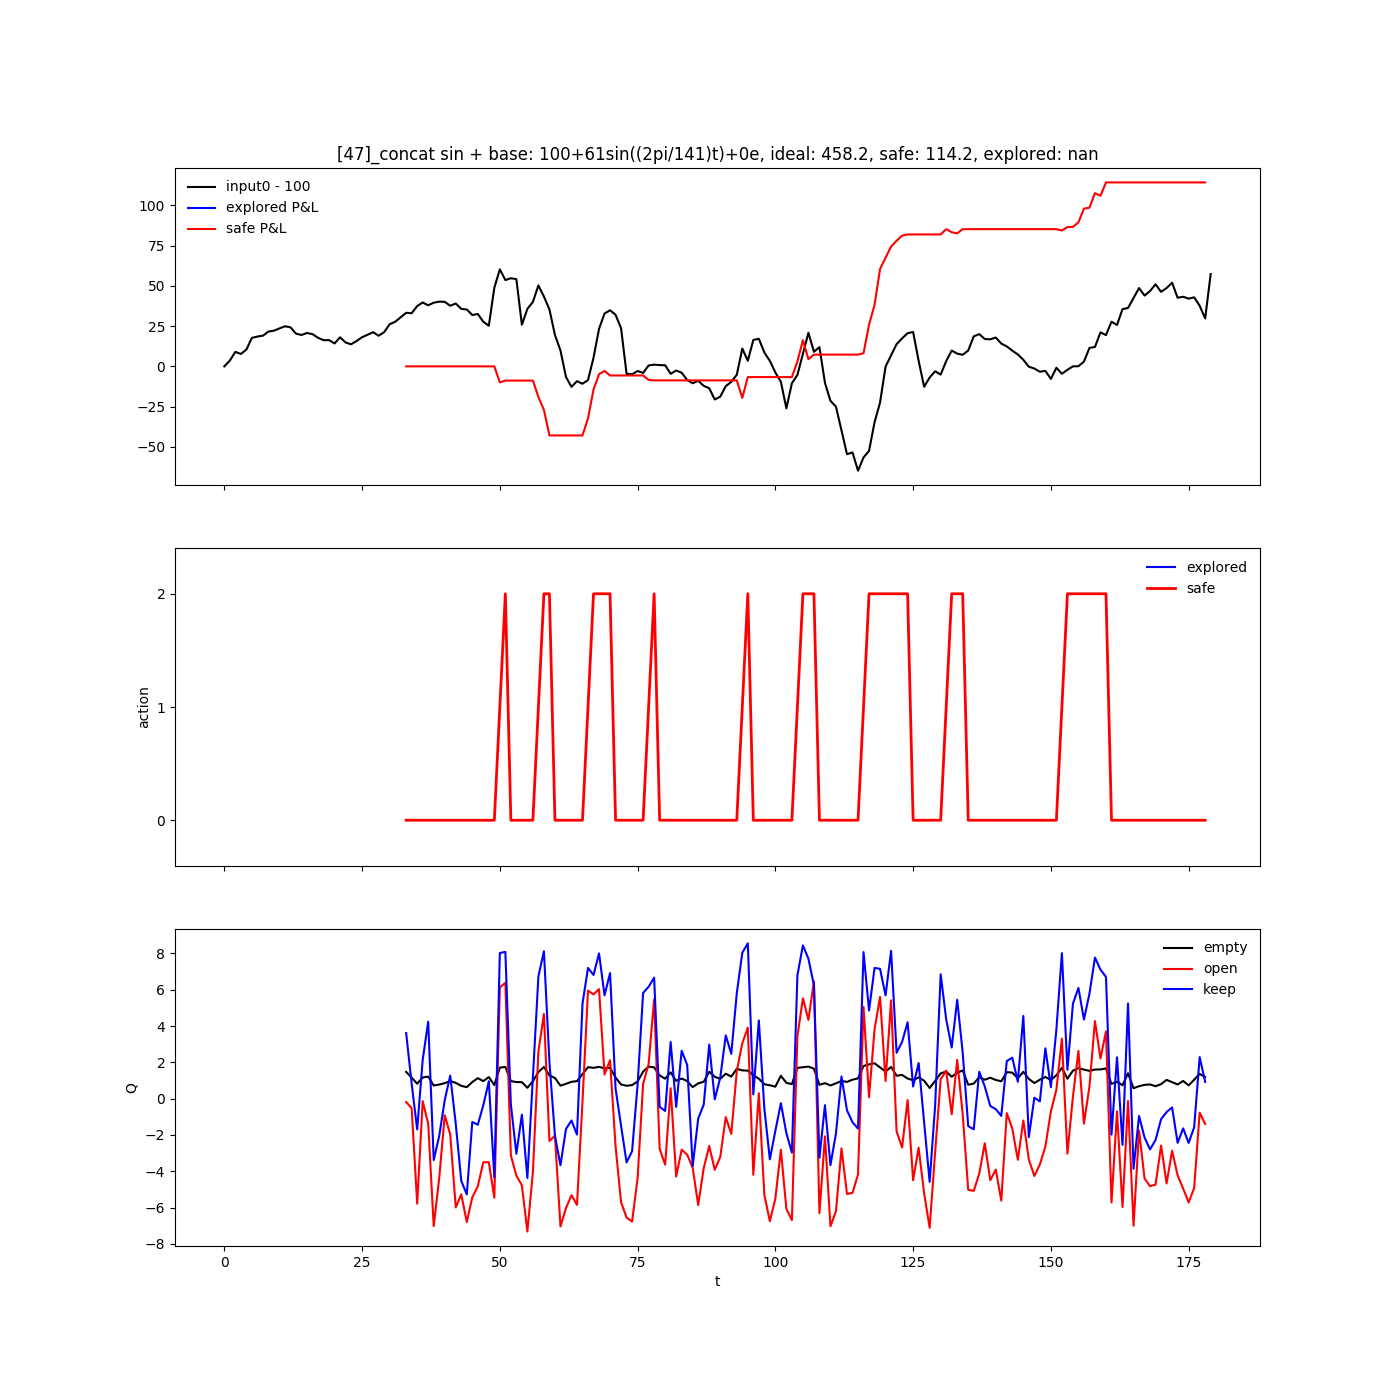 [47]_concat sin + base: 100+61sin((2pi/141)t)+0e, ideal: 458.2, safe: 114.2, explored: nan
input0 - 100
explored P&L
safe P&L
100
75
50
25
0
−25
−50
explored
safe
2
1
0
action
empty
open
keep
8
6
4
2
0
−2
−4
−6
−8
Q
0 25 50 75 100 125 150 175
t